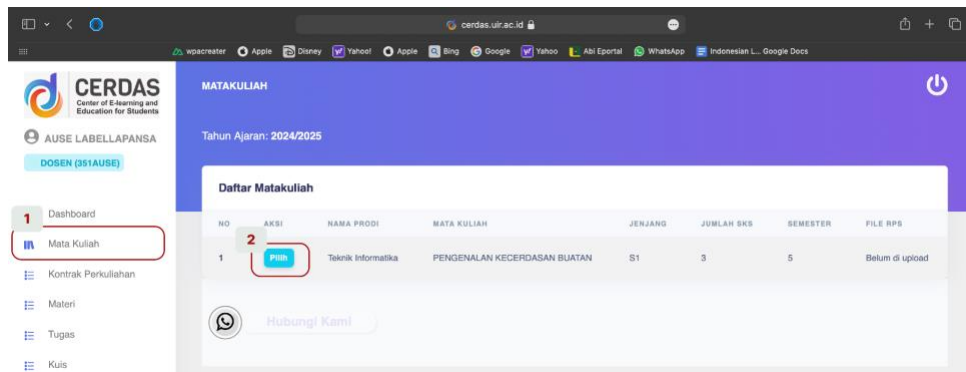 cerdas.uir.ac.id
wpacreater Apple Disney Yahoo! Apple Bing Google Yahoo Abi Eportal WhatsApp Indonesian L... Google Docs
CERDAS
Center of E-learning and
Education for Students
AUSE LABELLAPANSA
DOSEN (351AUSE)
1
Dashboard
Mata Kuliah
Kontrak Perkuliahan
Materi
Tugas
Kuis
MATAKULIAH
Tahun Ajaran: 2024/2025
Daftar Matakuliah
NO AKSI NAMA PRODI MATA KULIAH JENJANG JUMLAH SKS SEMESTER FILE RPS
2
1 Pilih Teknik Informatika PENGENALAN KECERDASAN BUATAN S1 3 5 Belum di upload
Hubungi Kami